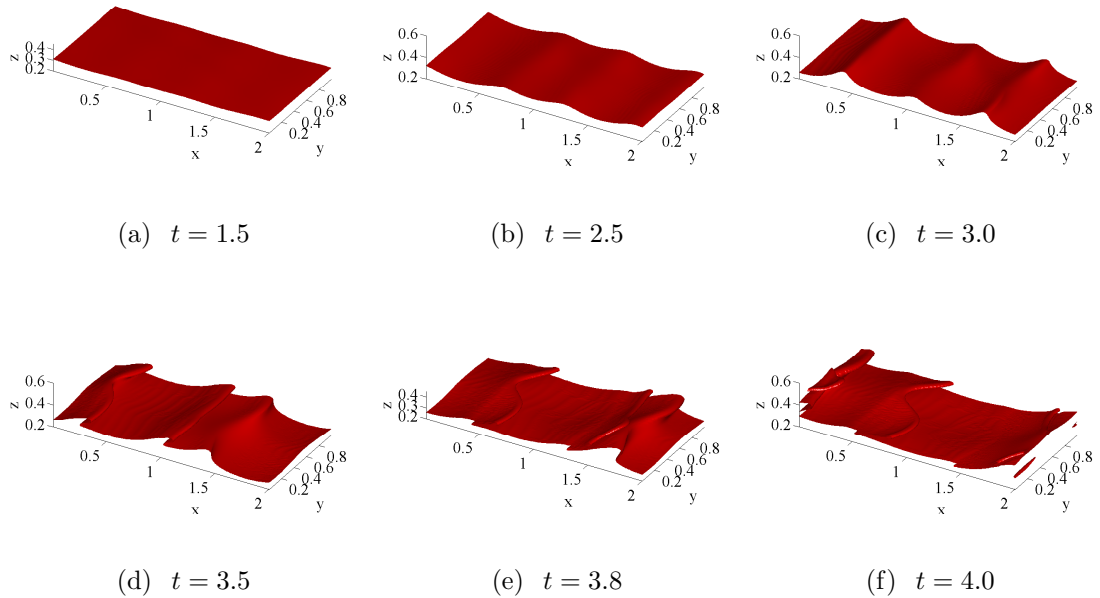 z 0.4 0.3 0.2 0.5 1 1.5 2 x 0.2 0.4 0.6 0.8 y
z 0.6 0.4 0.2 0.5 1 1.5 2 x 0.2 0.4 0.6 0.8 y
z 0.6 0.4 0.2 0.5 1 1.5 2 x 0.2 0.4 0.6 0.8 y
(a) t = 1.5
(b) t = 2.5
(c) t = 3.0
z 0.6 0.4 0.2 0.5 1 1.5 2 x 0.2 0.4 0.6 0.8 y
z 0.4 0.3 0.2 0.5 1 1.5 2 x 0.2 0.4 0.6 0.8 y
z 0.6 0.4 0.2 0.5 1 1.5 2 x 0.2 0.4 0.6 0.8 y
(d) t = 3.5
(e) t = 3.8
(f) t = 4.0